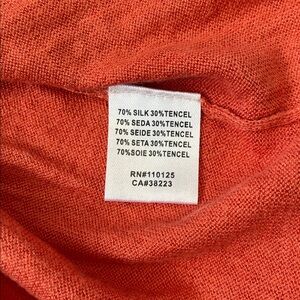 70% SILK 30%TENCEL
70% SEDA 30%TENCEL
70% SEIDE 30%TENCEL
70% SETA 30%TENCEL
70%SOIE 30%TENCEL
RN#110125
CA#38223